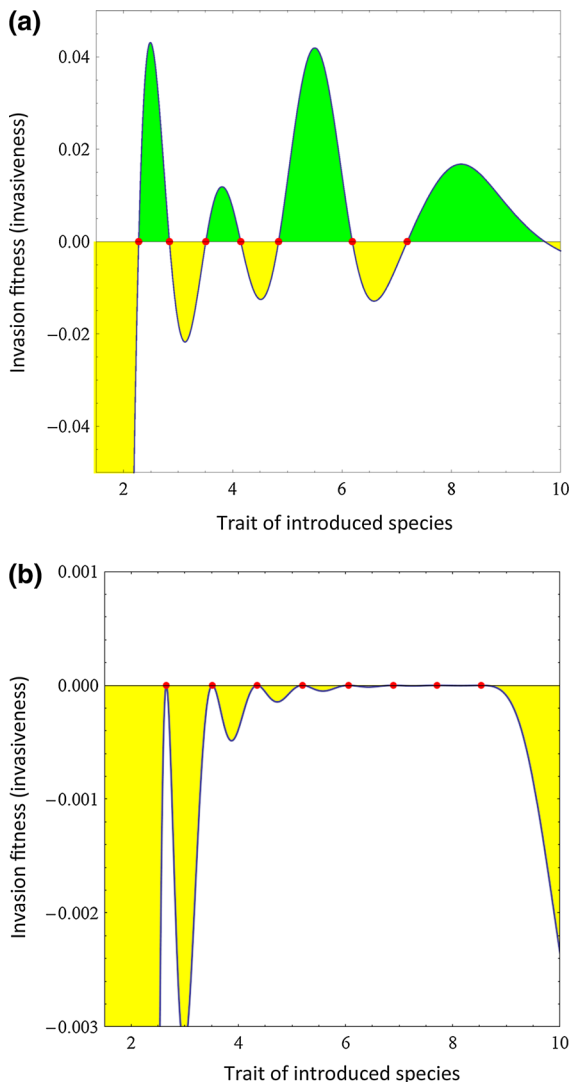 (a)
0.04
0.02
0.00
−0.02
−0.04
Invasion fitness (invasiveness)
2 4 6 8 10
Trait of introduced species
(b)
0.001
0.000
−0.001
−0.002
−0.003
Invasion fitness (invasiveness)
2 4 6 8 10
Trait of introduced species